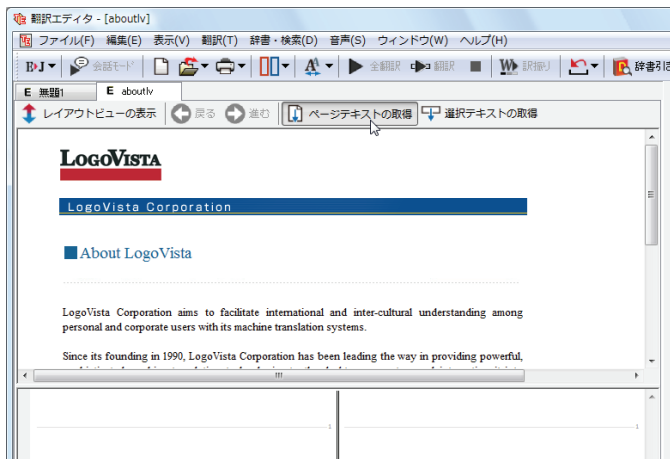 翻訳エディタ - [aboutlv]
ファイル(F) 編集(E) 表示(V) 翻訳(T) 辞書・検索(D) 音声(S) ウィンドウ(W) ヘルプ(H)
E›J 会話モード 全翻訳 翻訳 訳振り 辞書引き
E 無題1 E aboutlv
レイアウトビューの表示 戻る 進む ページテキストの取得 選択テキストの取得
LOGOVISTA
LogoVista Corporation
About LogoVista
LogoVista Corporation aims to facilitate international and inter-cultural understanding among
personal and corporate users with its machine translation systems.
Since its founding in 1990, LogoVista Corporation has been leading the way in providing powerful,
1 1